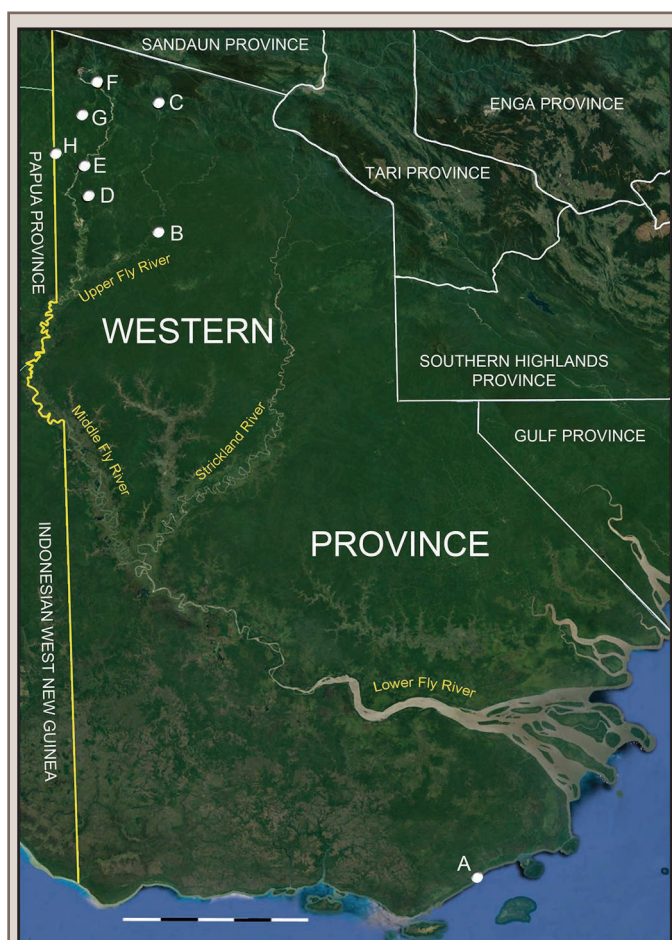 SANDAUN PROVINCE
F
C
ENGA PROVINCE
G
H
PAPUA PROVINCE
E
TARI PROVINCE
D
B
Upper Fly River
WESTERN
SOUTHERN HIGHLANDS
PROVINCE
Middle Fly River
Strickland River
GULF PROVINCE
INDONESIAN WEST NEW GUINEA
PROVINCE
Lower Fly River
A